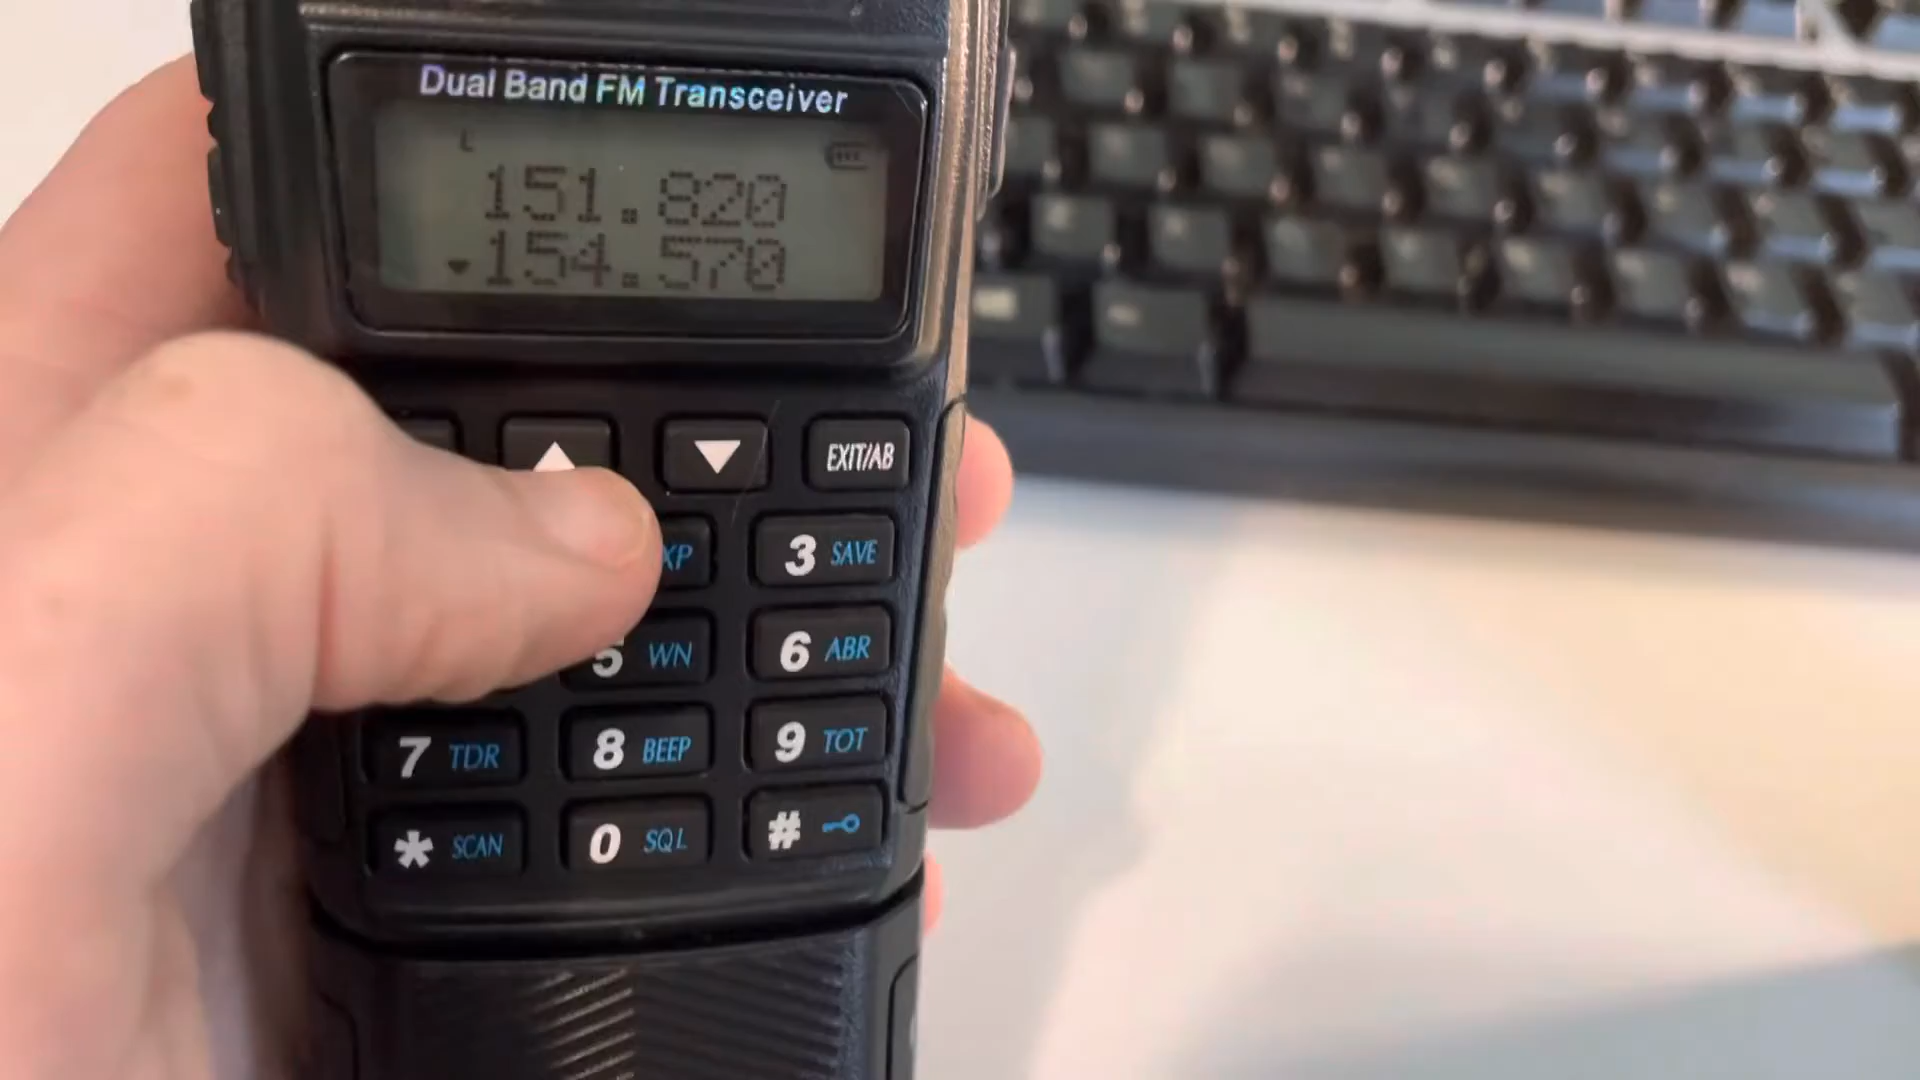 Dual Band FM Transceiver
L
151.820
154.570
EXIT/AB
XP 3 SAVE
5 WN 6 ABR
7 TDR 8 BEEP 9 TOT
* SCAN 0 SQL #